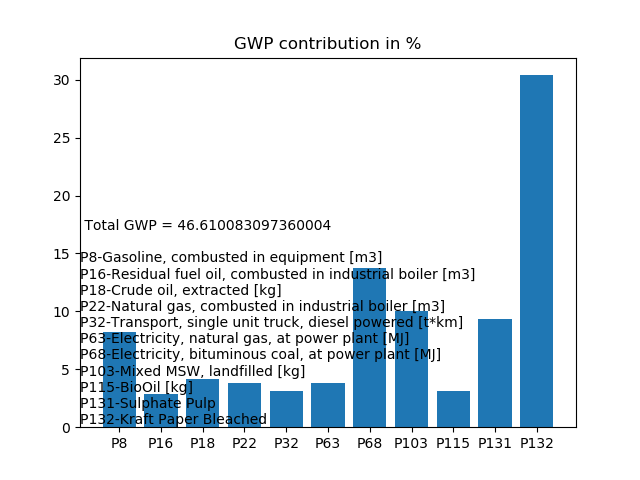 GWP contribution in %
30
25
20
Total GWP = 46.610083097360004
15
P8-Gasoline, combusted in equipment [m3]
P16-Residual fuel oil, combusted in industrial boiler [m3]
P18-Crude oil, extracted [kg]
P22-Natural gas, combusted in industrial boiler [m3]
10
P32-Transport, single unit truck, diesel powered [t*km]
P63-Electricity, natural gas, at power plant [MJ]
P68-Electricity, bituminous coal, at power plant [MJ]
5
P103-Mixed MSW, landfilled [kg]
P115-BioOil [kg]
P131-Sulphate Pulp
P132-Kraft Paper Bleached
0
P8 P16 P18 P22 P32 P63 P68 P103 P115 P131 P132